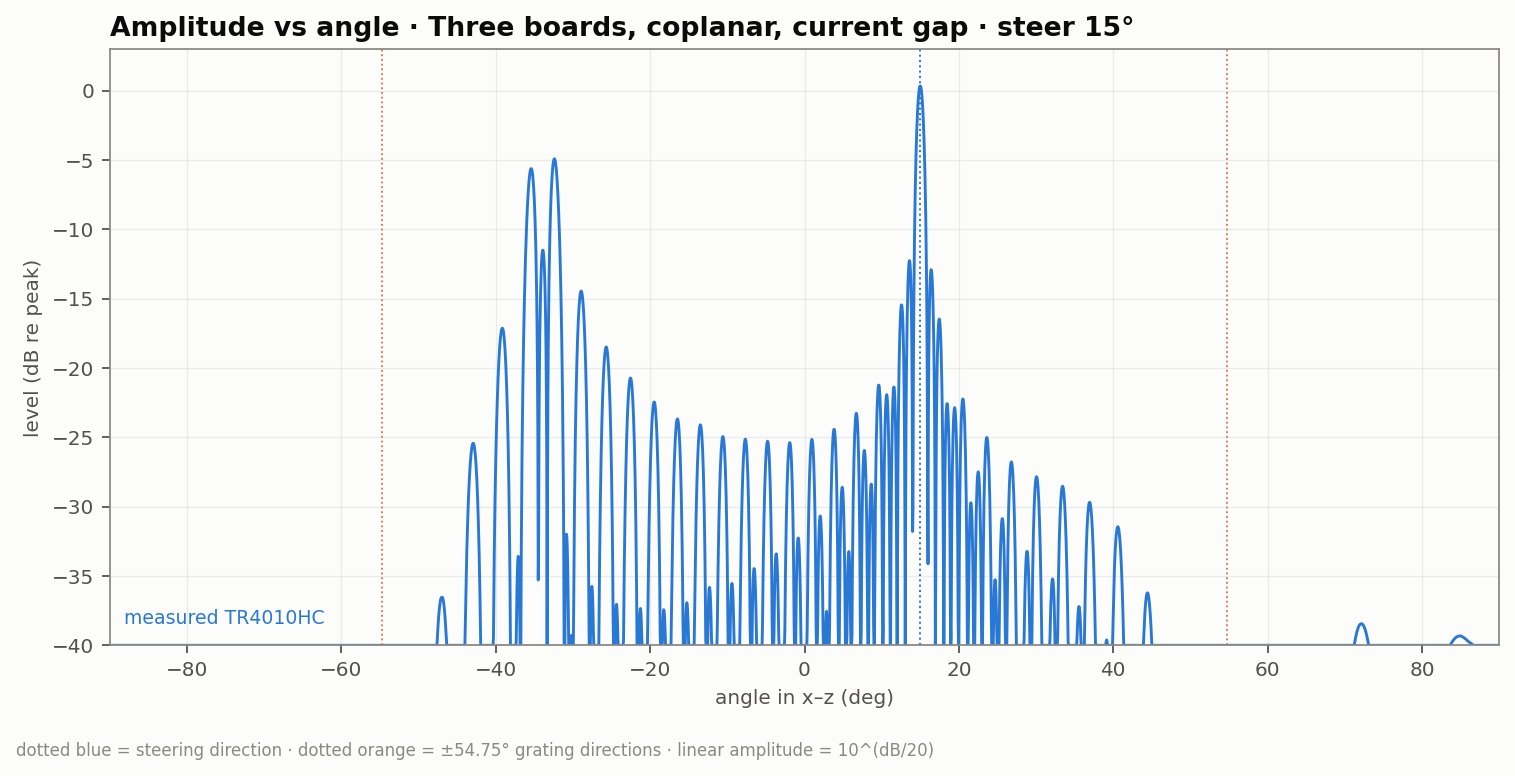 Amplitude vs angle · Three boards, coplanar, current gap · steer 15°
level (dB re peak)
0
−5
−10
−15
−20
−25
−30
−35
−40
measured TR4010HC
−80 −60 −40 −20 0 20 40 60 80
angle in x–z (deg)
dotted blue = steering direction · dotted orange = ±54.75° grating directions · linear amplitude = 10^(dB/20)